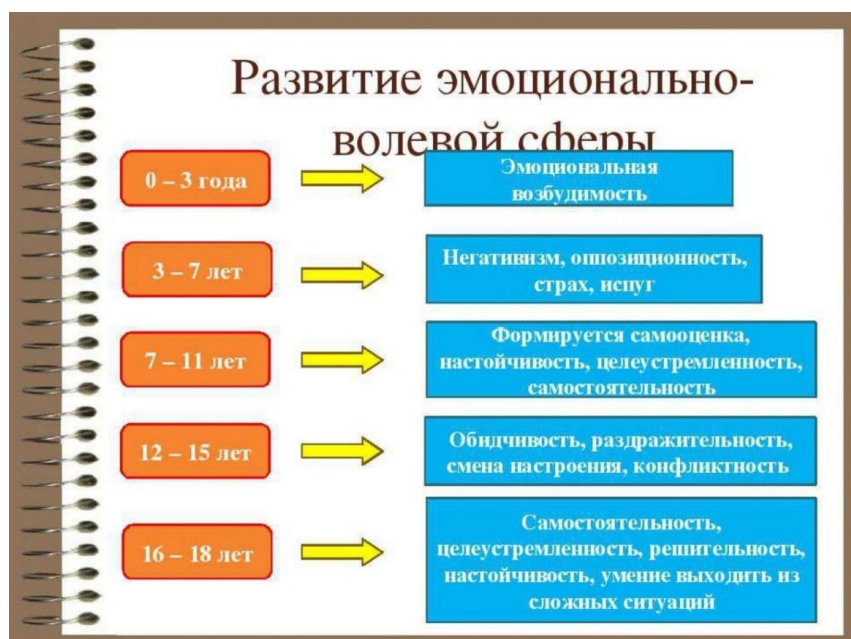 Развитие эмоционально-
волевой сферы
0 – 3 года
Эмоциональная
возбудимость
3 – 7 лет
Негативизм, оппозиционность,
страх, испуг
7 – 11 лет
Формируется самооценка,
настойчивость, целеустремленность,
самостоятельность
12 – 15 лет
Обидчивость, раздражительность,
смена настроения, конфликтность
16 – 18 лет
Самостоятельность,
целеустремленность, решительность,
настойчивость, умение выходить из
сложных ситуаций